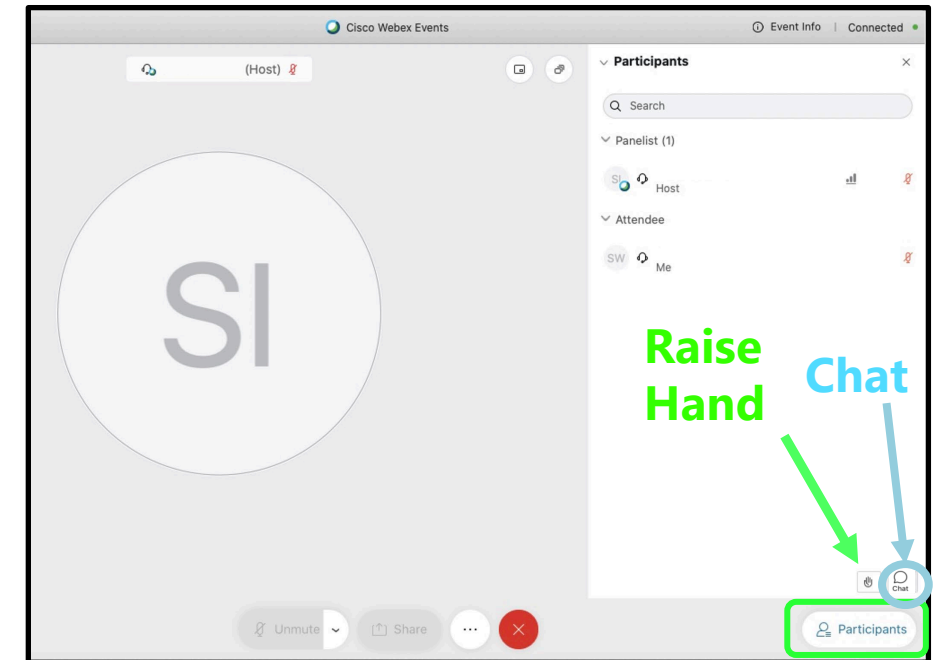 Cisco Webex Events
Event Info | Connected
(Host)
Participants
Search
Panelist (1)
SI
Host
Attendee
SW
Me
SI
Raise
Hand
Chat
Chat
Unmute
Share
Participants